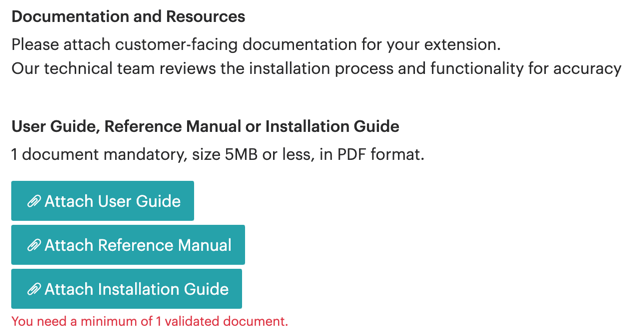 Documentation and Resources
Please attach customer-facing documentation for your extension.
Our technical team reviews the installation process and functionality for accuracy
User Guide, Reference Manual or Installation Guide
1 document mandatory, size 5MB or less, in PDF format.
Attach User Guide
Attach Reference Manual
Attach Installation Guide
You need a minimum of 1 validated document.